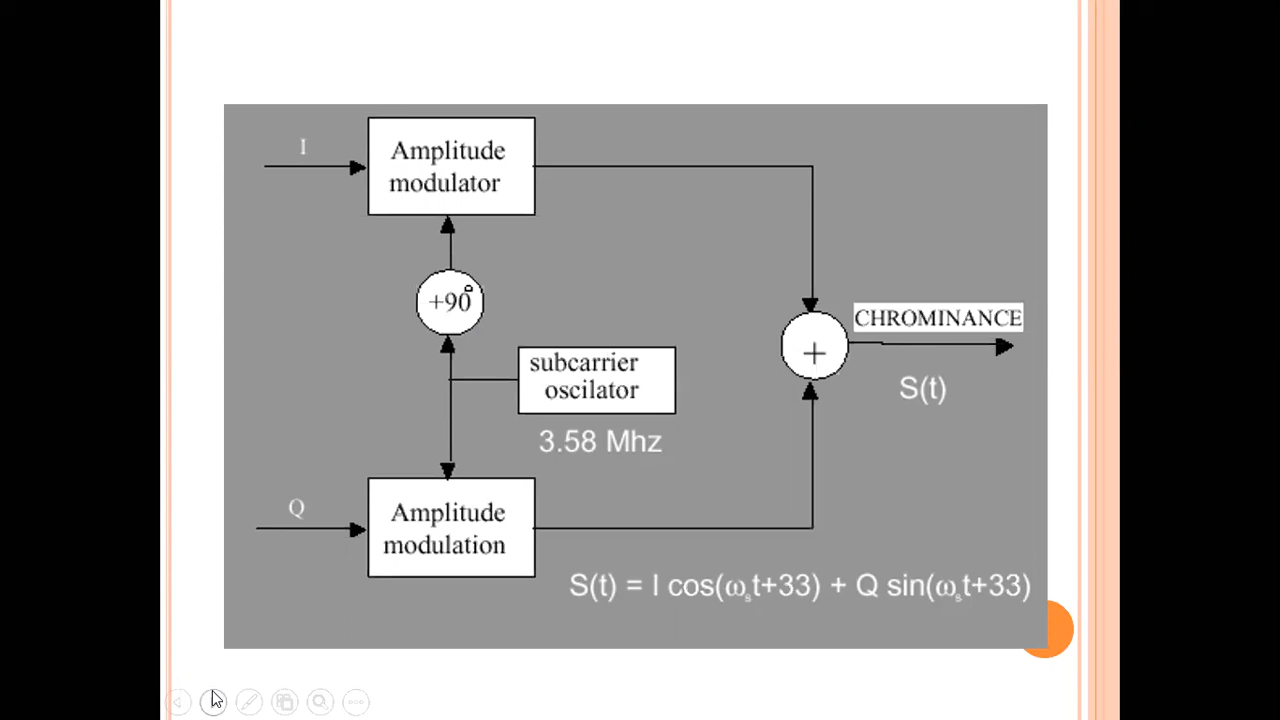 I
Amplitude
modulator
+90°
CHROMINANCE
+
S(t)
subcarrier
oscilator
3.58 Mhz
Q
Amplitude
modulation
S(t) = I cos(ωst+33) + Q sin(ωst+33)